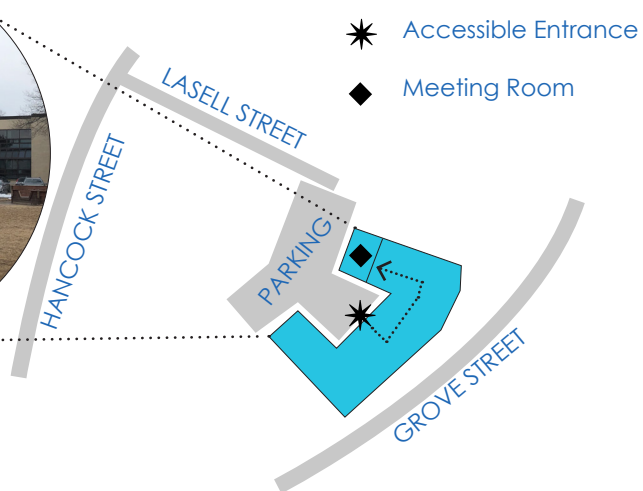 Accessible Entrance
Meeting Room
LASELL STREET
HANCOCK STREET
PARKING
GROVE STREET